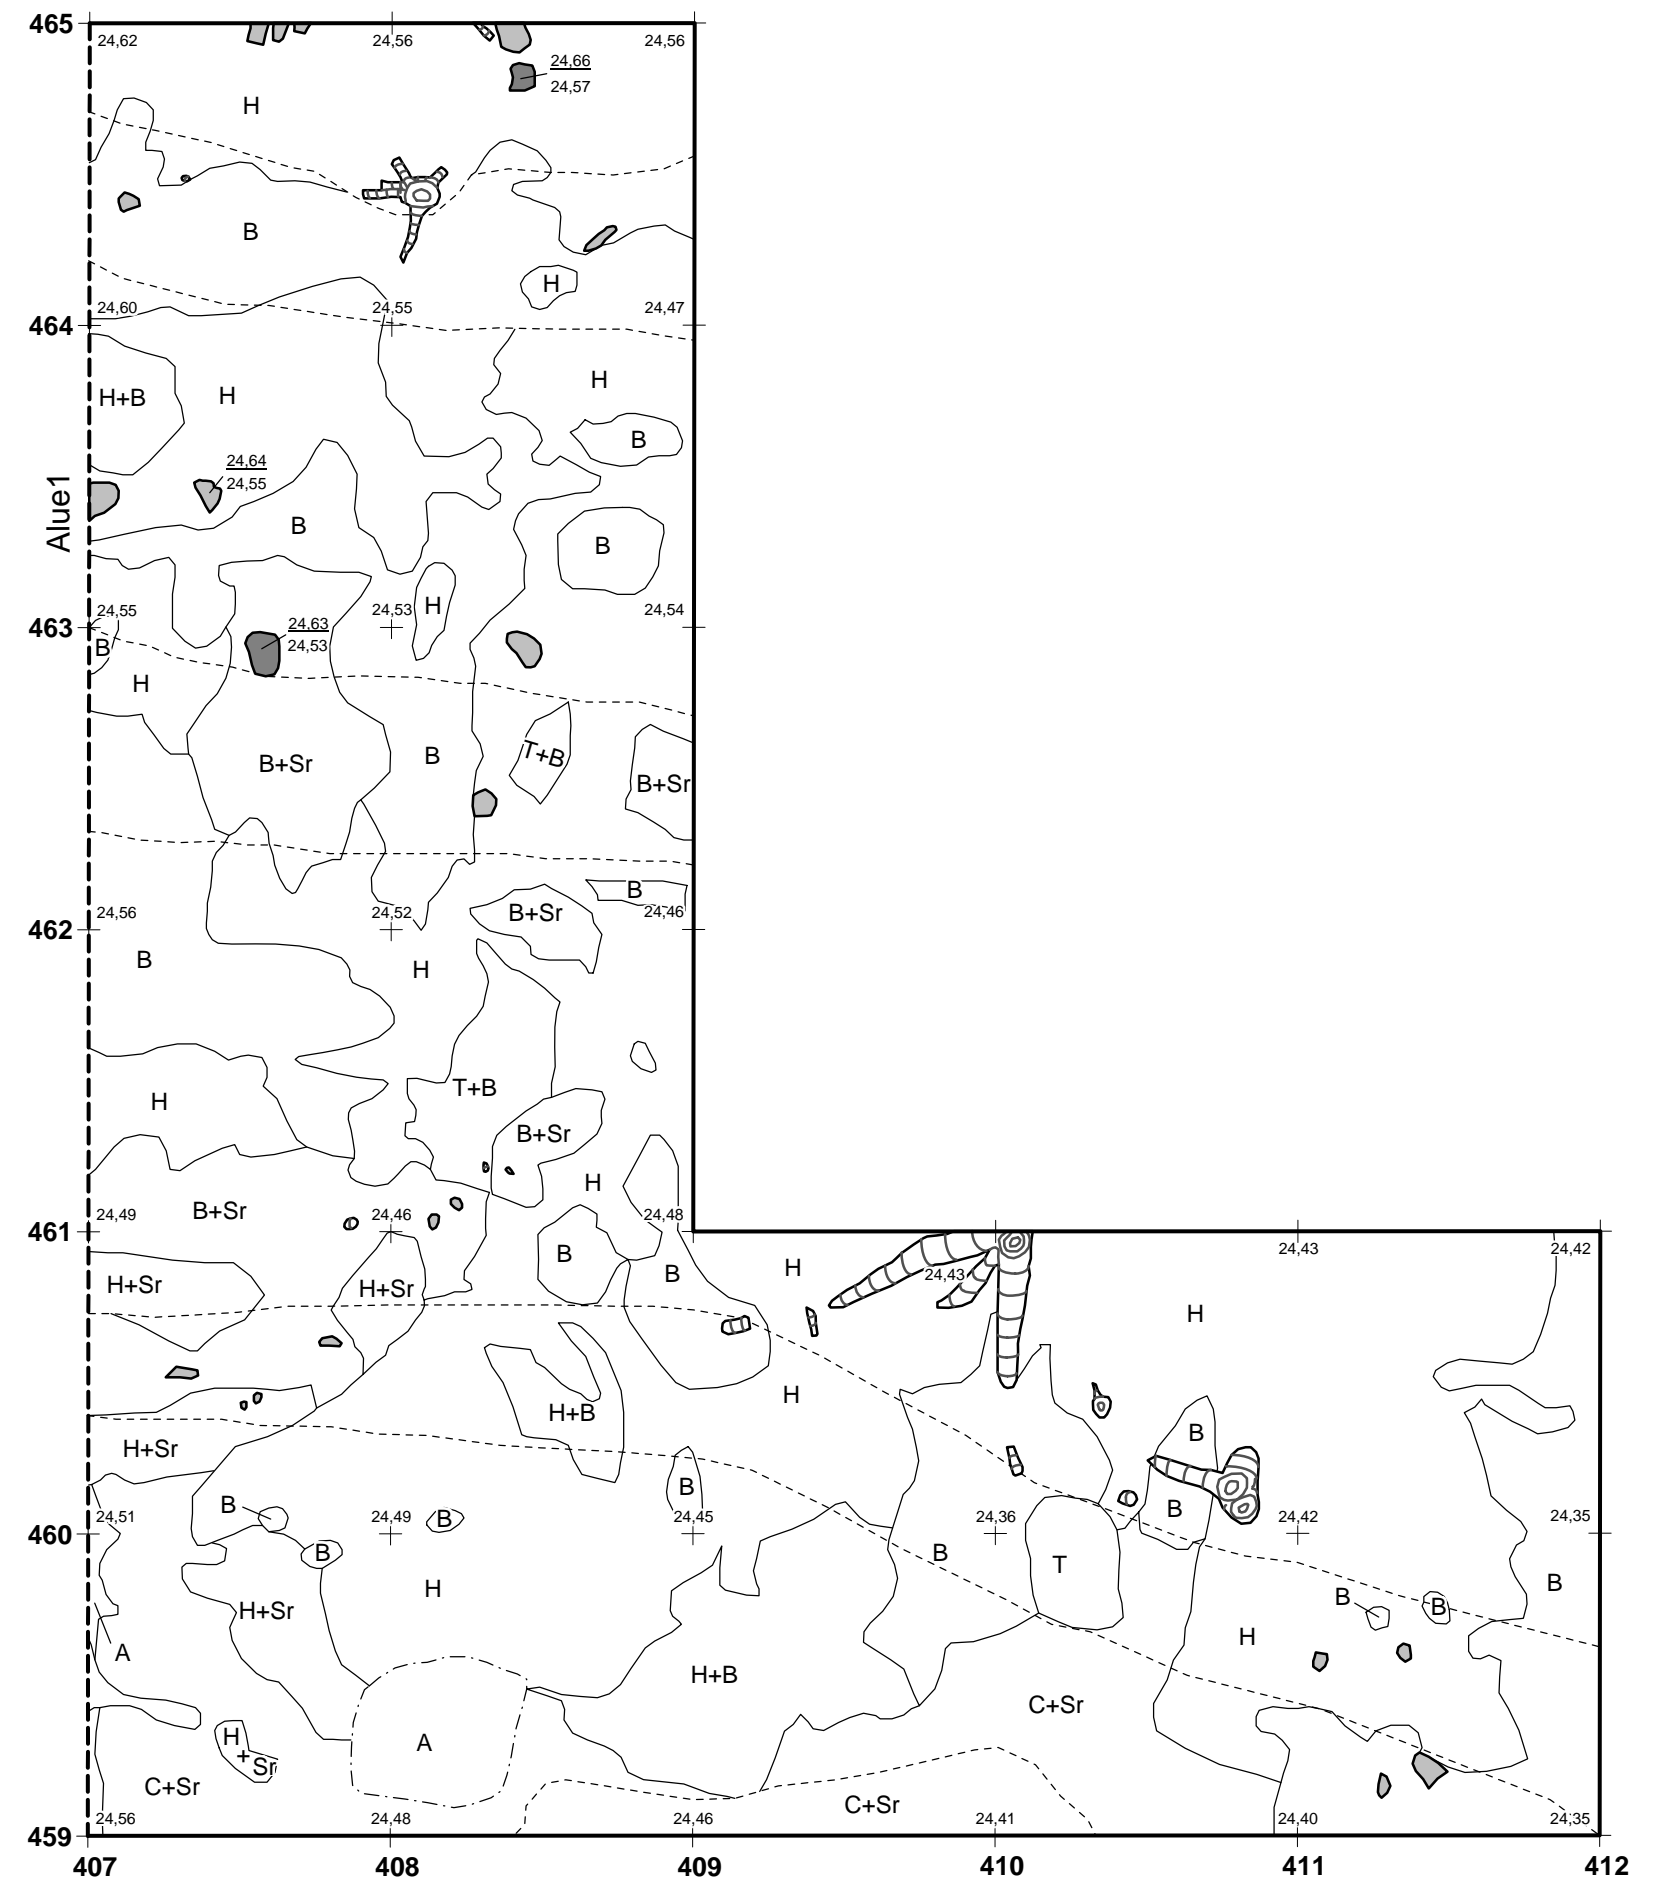 465
24,62 24,56 24,56
24,66
24,57
H
B
H
24,60 24,55 24,47
464
H+B H H
B
24,64
24,55
Alue1
B B
24,55 24,53 24,54
463
H
24,63
24,53
B
H
B+Sr B T+B B+Sr
B
24,56 24,52 B+Sr 24,46
462
B H
T+B
H
B+Sr
H
B+Sr
24,49 24,46 24,48
461
24,43 24,42
B B H 24,43
H+Sr H+Sr
H
H
H+B
B
H+Sr
B
B B
24,51 24,49 B 24,45 24,36 24,42 24,35
460
B B T B
H B B
H+Sr
H
A
H+B
C+Sr
H
+
Sr
A
C+Sr
C+Sr
24,56 24,48 24,46 24,41 24,40 24,35
459
407 408 409 410 411 412